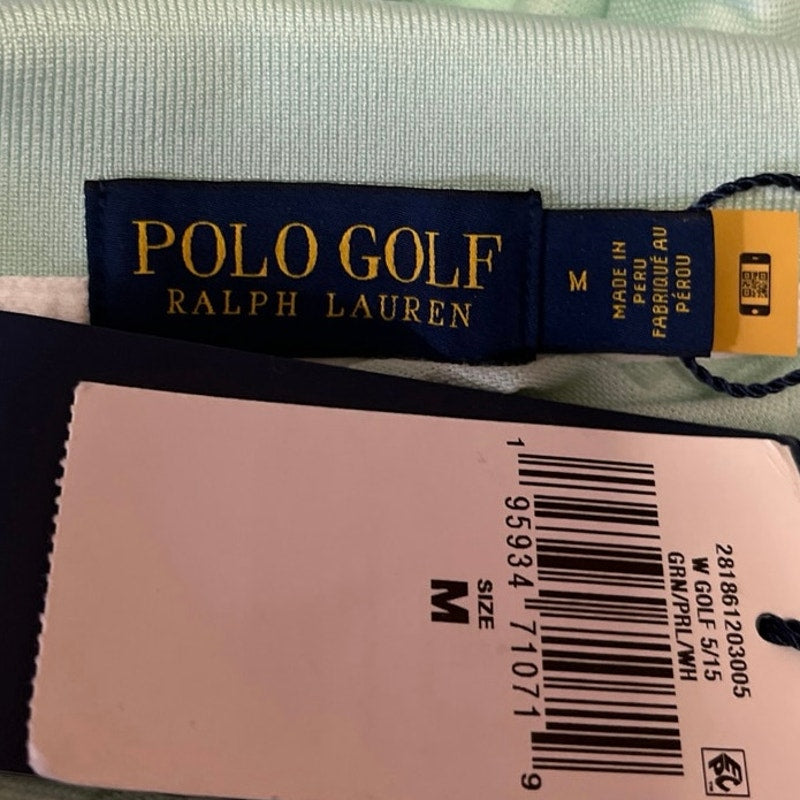 POLO GOLF
RALPH LAUREN
M
MADE IN
PERU
FABRIQUÉ AU
PÉROU
281861203005
W GOLF 5/15
GRN/PRL/WH
1 95934 71071 9
SIZE
M